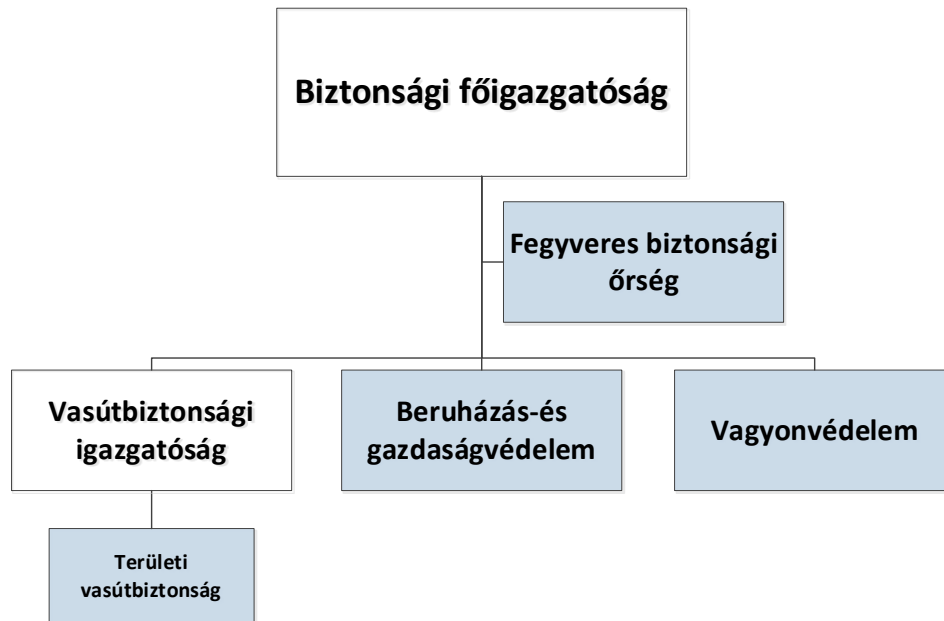 Biztonsági főigazgatóság
Fegyveres biztonsági
őrség
Vasútbiztonsági
igazgatóság
Beruházás-és
gazdaságvédelem
Vagyonvédelem
Területi
vasútbiztonság